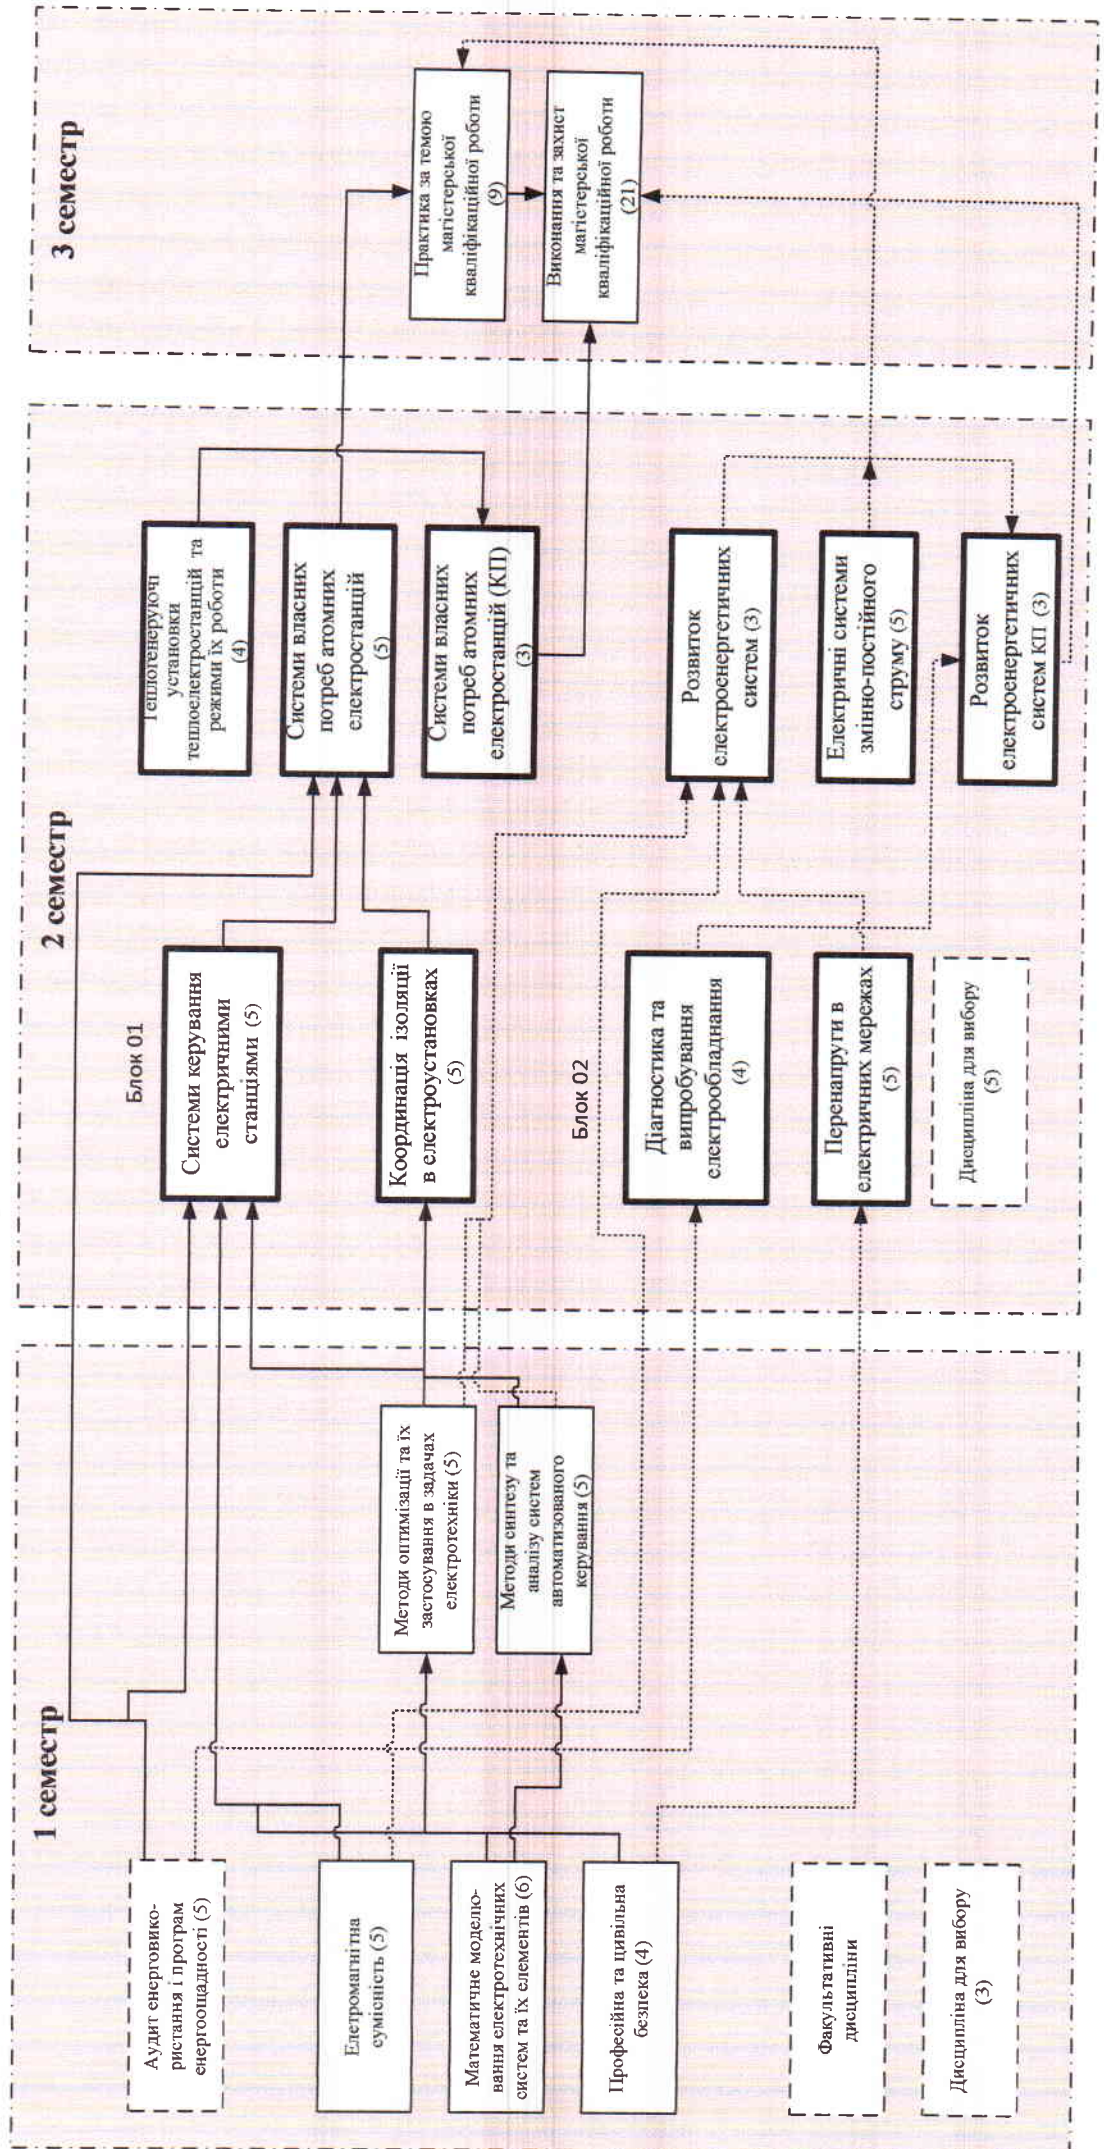 1 семестр
Аудит енерговико-
ристання і програм
енергоощадності (5)
Елетромагнітна
сумісність (5)
Математичне моделю-
вання електротехнічних
систем та їх елементів (6)
Професійна та цивільна
безпека (4)
Факультативні
дисципліни
Дисципліна для вибору
(3)
Методи оптимізації та їх
застосування в задачах
електротехніки (5)
Методи синтезу та
аналізу систем
автоматизованого
керування (5)
2 семестр
Блок 01
Системи керування
електричними
станціями (5)
Координація ізоляції
в електроустановках
(5)
Блок 02
Діагностика та
випробування
електрообладнання
(4)
Перенапруги в
електричних мережах
(5)
Дисципліна для вибору
(5)
Теплогенеруючі
установки
теплоелектростанцій та
режими їх роботи
(4)
Системи власних
потреб атомних
електростанцій
(5)
Системи власних
потреб атомних
електростанцій (КП)
(3)
Розвиток
електроенергетичних
систем (3)
Електричні системи
змінно-постійного
струму (5)
Розвиток
електроенергетичних
систем КП (3)
3 семестр
Практика за темою
магістерської
кваліфікаційної роботи
(9)
Виконання та захист
магістерської
кваліфікаційної роботи
(21)